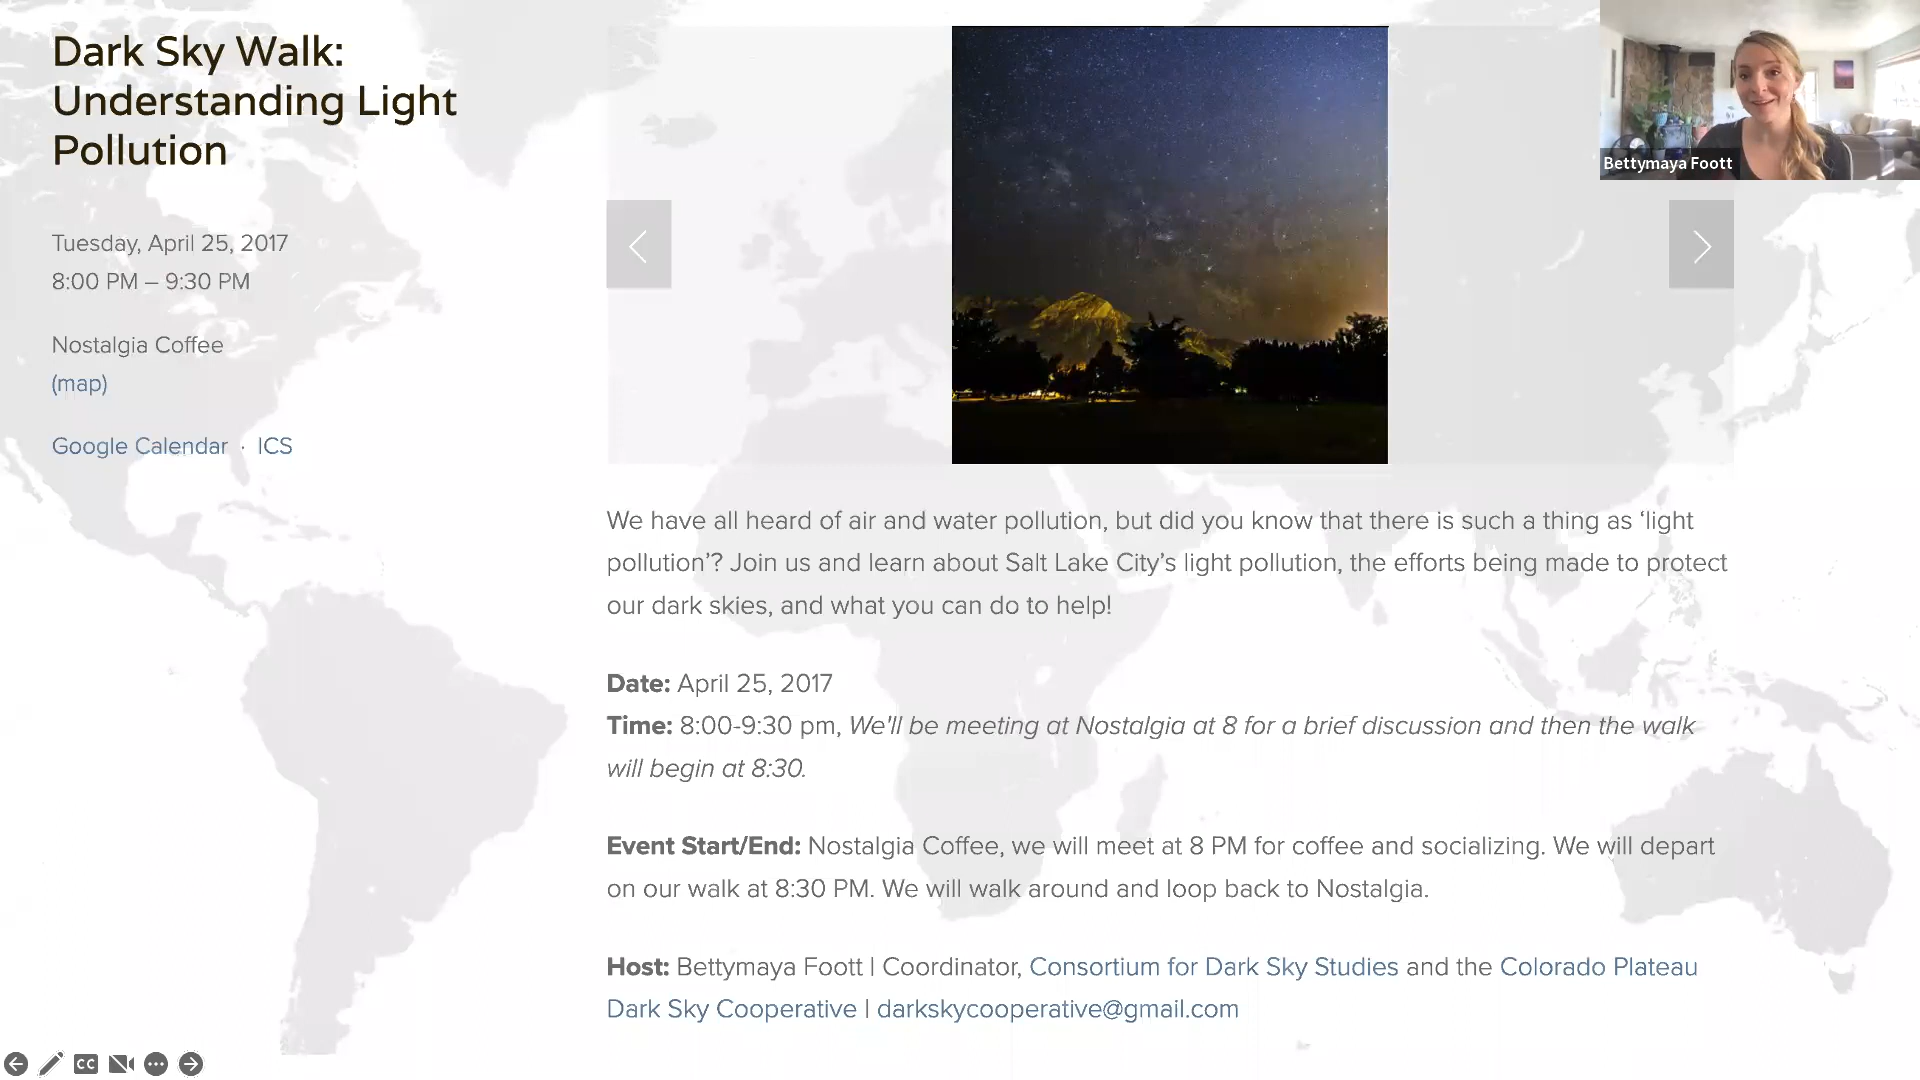 Dark Sky Walk:
Understanding Light
Pollution
Tuesday, April 25, 2017
8:00 PM – 9:30 PM
Nostalgia Coffee
(map)
Google Calendar · ICS
Bettymaya Foott
We have all heard of air and water pollution, but did you know that there is such a thing as ‘light
pollution’? Join us and learn about Salt Lake City’s light pollution, the efforts being made to protect
our dark skies, and what you can do to help!
Date: April 25, 2017
Time: 8:00-9:30 pm, We'll be meeting at Nostalgia at 8 for a brief discussion and then the walk
will begin at 8:30.
Event Start/End: Nostalgia Coffee, we will meet at 8 PM for coffee and socializing. We will depart
on our walk at 8:30 PM. We will walk around and loop back to Nostalgia.
Host: Bettymaya Foott | Coordinator, Consortium for Dark Sky Studies and the Colorado Plateau
Dark Sky Cooperative | darkskycooperative@gmail.com
CC